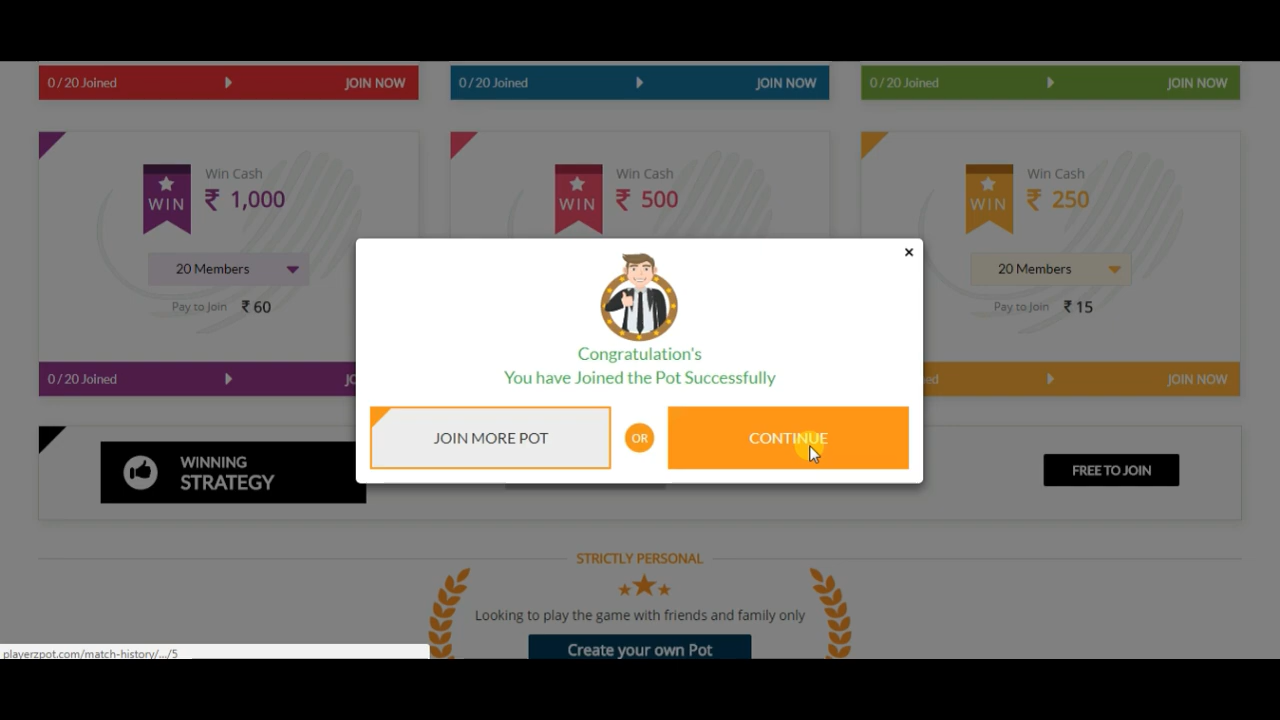 0 / 20 Joined
JOIN NOW
0 / 20 Joined
JOIN NOW
0 / 20 Joined
JOIN NOW
WIN
Win Cash
₹ 1,000
20 Members
Pay to Join ₹ 60
WIN
Win Cash
₹ 500
WIN
Win Cash
₹ 250
20 Members
Pay to Join ₹ 15
0 / 20 Joined
JOIN NOW
×
Congratulation's
You have Joined the Pot Successfully
JOIN MORE POT
OR
CONTINUE
WINNING
STRATEGY
FREE TO JOIN
STRICTLY PERSONAL
Looking to play the game with friends and family only
Create your own Pot
playerzpot.com/match-history/.../5